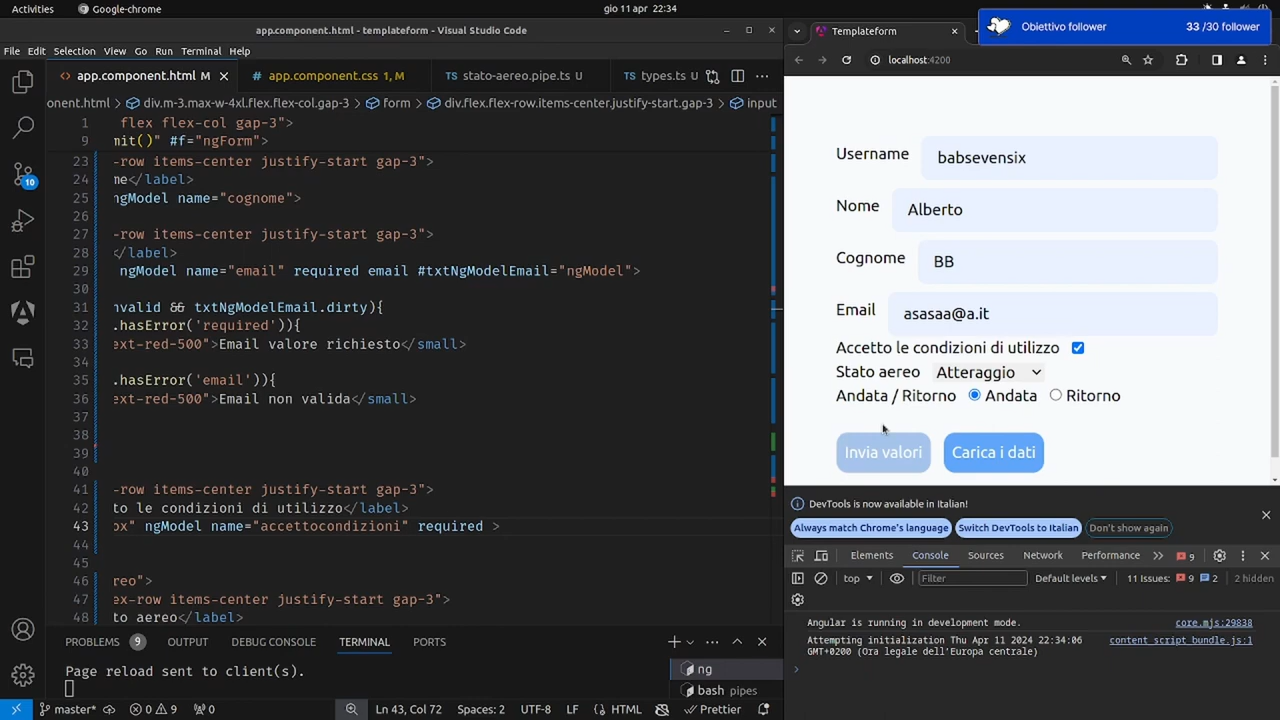 Activities Google-chrome gio 11 apr 22:34
app.component.html - templateform - Visual Studio Code
File Edit Selection View Go Run Terminal Help
app.component.html M app.component.css 1, M stato-aereo.pipe.ts U types.ts U
onent.html > div.m-3.max-w-4xl.flex.flex-col.gap-3 > form > div.flex.flex-row.items-center.justify-start.gap-3 > input
1 flex flex-col gap-3">
9 mit()" #f="ngForm">
23 -row items-center justify-start gap-3">
24 me</label>
25 ngModel name="cognome">
26
27 -row items-center justify-start gap-3">
28 </label>
29 ngModel name="email" required email #txtNgModelEmail="ngModel">
30
31 nvalid && txtNgModelEmail.dirty){
32 .hasError('required')){
33 ext-red-500">Email valore richiesto</small>
34
35 .hasError('email')){
36 ext-red-500">Email non valida</small>
37
38
39
40
41 -row items-center justify-start gap-3">
42 to le condizioni di utilizzo</label>
43 ox" ngModel name="accettocondizioni" required >
44
45
46 reo">
47 ex-row items-center justify-start gap-3">
48 to aereo</label>
10
PROBLEMS 9 OUTPUT DEBUG CONSOLE TERMINAL PORTS
Page reload sent to client(s).
ng
bash pipes
master* 0 9 0 Ln 43, Col 72 Spaces: 2 UTF-8 LF HTML Prettier
Obiettivo follower 33 /30 follower
Templateform
localhost:4200
Username babsevensix
Nome Alberto
Cognome BB
Email asasaa@a.it
Accetto le condizioni di utilizzo
Stato aereo Atteraggio
Andata / Ritorno Andata Ritorno
Invia valori Carica i dati
DevTools is now available in Italian!
Always match Chrome's language Switch DevTools to Italian Don't show again
Elements Console Sources Network Performance 9
top Filter Default levels 11 Issues: 9 2 2 hidden
Angular is running in development mode. core.mjs:29838
Attempting initialization Thu Apr 11 2024 22:34:06 content_script_bundle.js:1
GMT+0200 (Ora legale dell'Europa centrale)